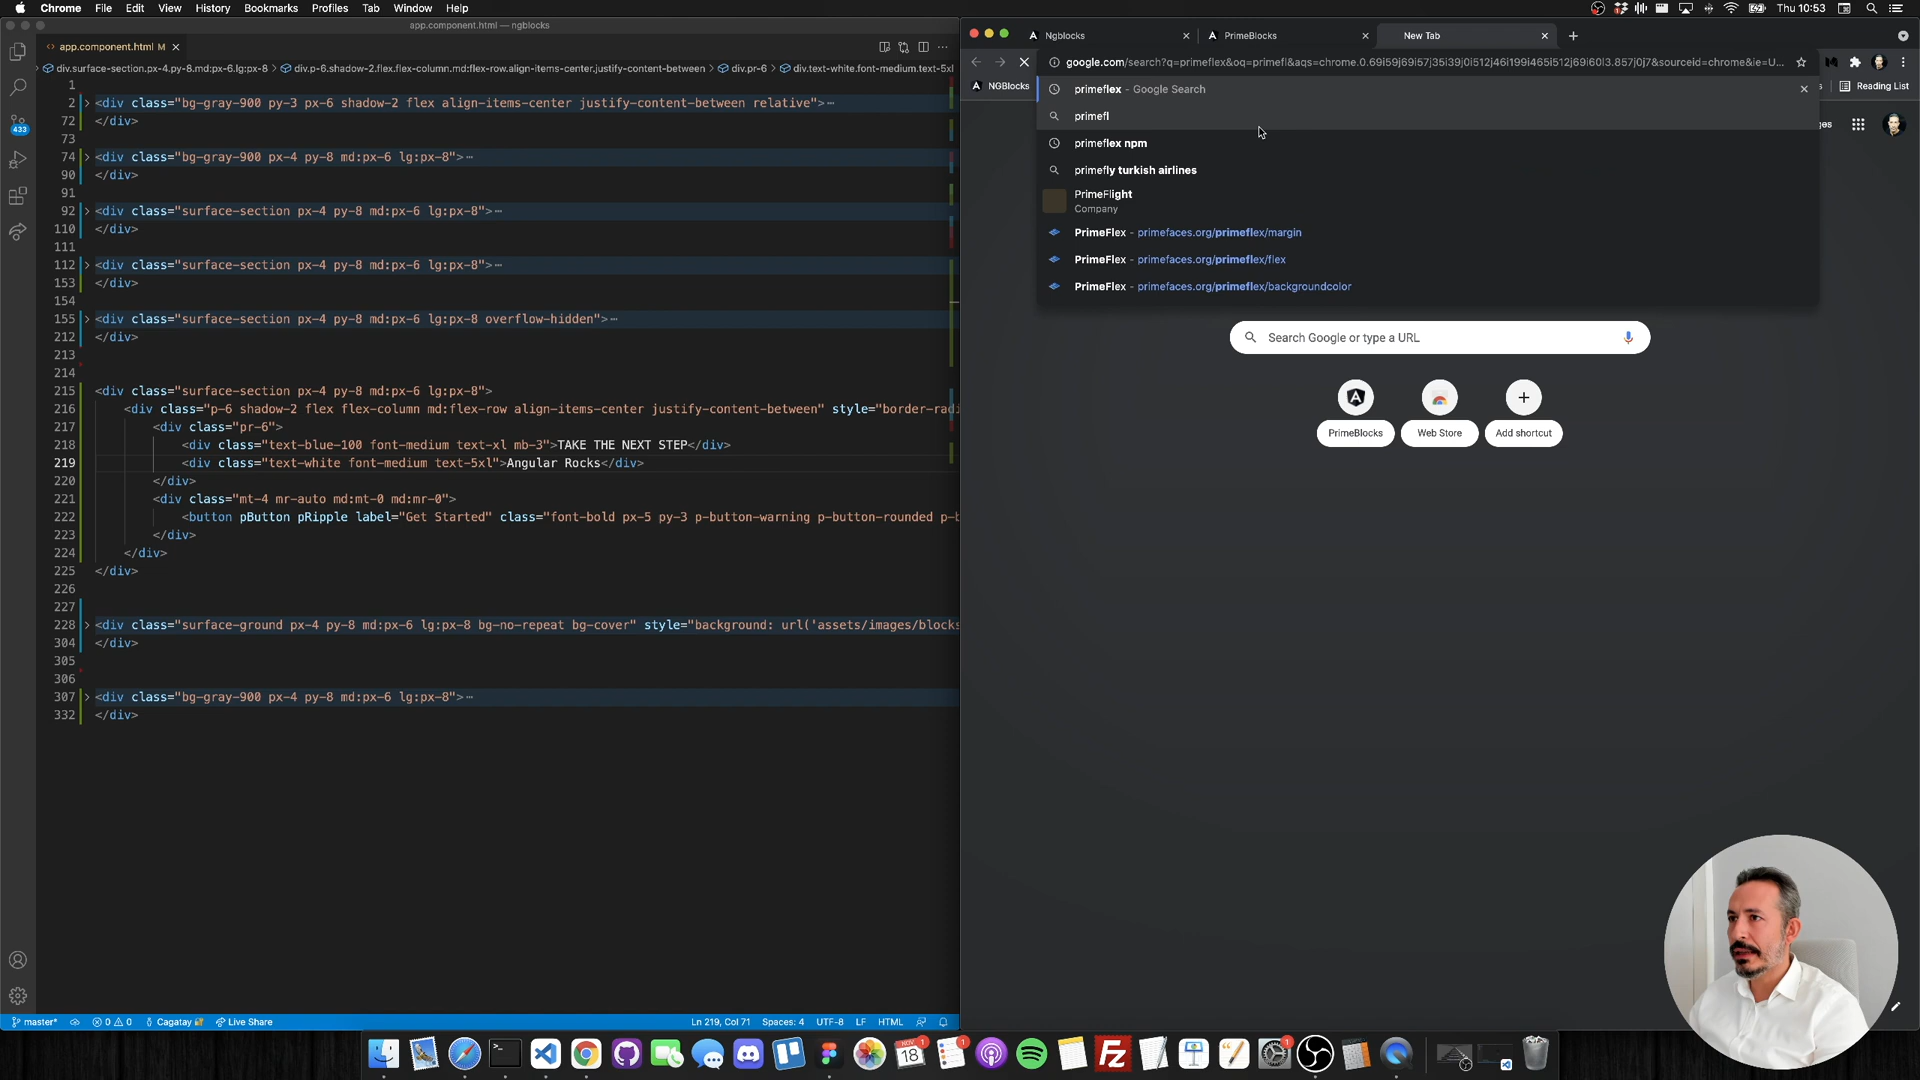 Chrome File Edit View History Bookmarks Profiles Tab Window Help
Thu 10:53
app.component.html — ngblocks
<> app.component.html M ×
div.surface-section.px-4.py-8.md:px-6.lg:px-8 > div.p-6.shadow-2.flex.flex-column.md:flex-row.align-items-center.justify-content-between > div.pr-6 > div.text-white.font-medium.text-5xl
1
2 <div class="bg-gray-900 py-3 px-6 shadow-2 flex align-items-center justify-content-between relative">⋯
72 </div>
73
74 <div class="bg-gray-900 px-4 py-8 md:px-6 lg:px-8">⋯
90 </div>
91
92 <div class="surface-section px-4 py-8 md:px-6 lg:px-8">⋯
110 </div>
111
112 <div class="surface-section px-4 py-8 md:px-6 lg:px-8">⋯
153 </div>
154
155 <div class="surface-section px-4 py-8 md:px-6 lg:px-8 overflow-hidden">⋯
212 </div>
213
214
215 <div class="surface-section px-4 py-8 md:px-6 lg:px-8">
216 <div class="p-6 shadow-2 flex flex-column md:flex-row align-items-center justify-content-between" style="border-radi
217 <div class="pr-6">
218 <div class="text-blue-100 font-medium text-xl mb-3">TAKE THE NEXT STEP</div>
219 <div class="text-white font-medium text-5xl">Angular Rocks</div>
220 </div>
221 <div class="mt-4 mr-auto md:mt-0 md:mr-0">
222 <button pButton pRipple label="Get Started" class="font-bold px-5 py-3 p-button-warning p-button-rounded p-b
223 </div>
224 </div>
225 </div>
226
227
228 <div class="surface-ground px-4 py-8 md:px-6 lg:px-8 bg-no-repeat bg-cover" style="background: url('assets/images/blocks
304 </div>
305
306
307 <div class="bg-gray-900 px-4 py-8 md:px-6 lg:px-8">⋯
332 </div>
433
master* 0 0 Cagatay Live Share
Ln 219, Col 71 Spaces: 4 UTF-8 LF HTML
Ngblocks PrimeBlocks New Tab
google.com/search?q=primeflex&oq=primefl&aqs=chrome.0.69i59j69i57j35i39j0i512j46i199i465i512j69i60l3.857j0j7&sourceid=chrome&ie=U...
NGBlocks
Reading List
primeflex - Google Search
primefl
primeflex npm
primefly turkish airlines
PrimeFlight
Company
PrimeFlex - primefaces.org/primeflex/margin
PrimeFlex - primefaces.org/primeflex/flex
PrimeFlex - primefaces.org/primeflex/backgroundcolor
ges
Search Google or type a URL
PrimeBlocks Web Store Add shortcut
NOV
18
1
1
1